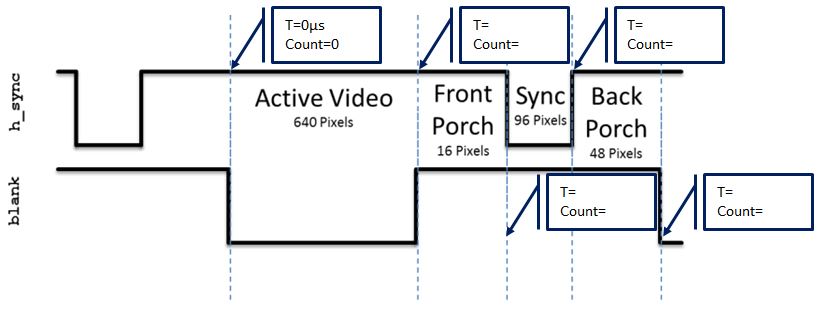 T=0µs
Count=0
T=
Count=
T=
Count=
h_sync
Active Video
640 Pixels
Front
Porch
16 Pixels
Sync
96 Pixels
Back
Porch
48 Pixels
blank
T=
Count=
T=
Count=